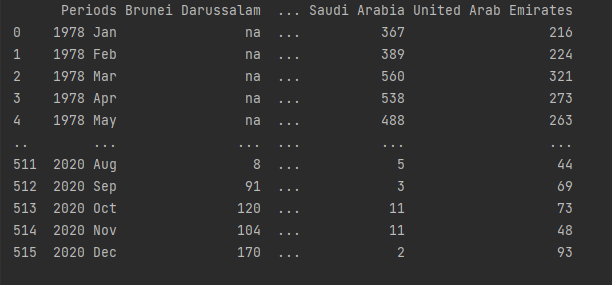 Periods Brunei Darussalam ... Saudi Arabia United Arab Emirates
0 1978 Jan na ... 367 216
1 1978 Feb na ... 389 224
2 1978 Mar na ... 560 321
3 1978 Apr na ... 538 273
4 1978 May na ... 488 263
.. ... ... ... ... ...
511 2020 Aug 8 ... 5 44
512 2020 Sep 91 ... 3 69
513 2020 Oct 120 ... 11 73
514 2020 Nov 104 ... 11 48
515 2020 Dec 170 ... 2 93